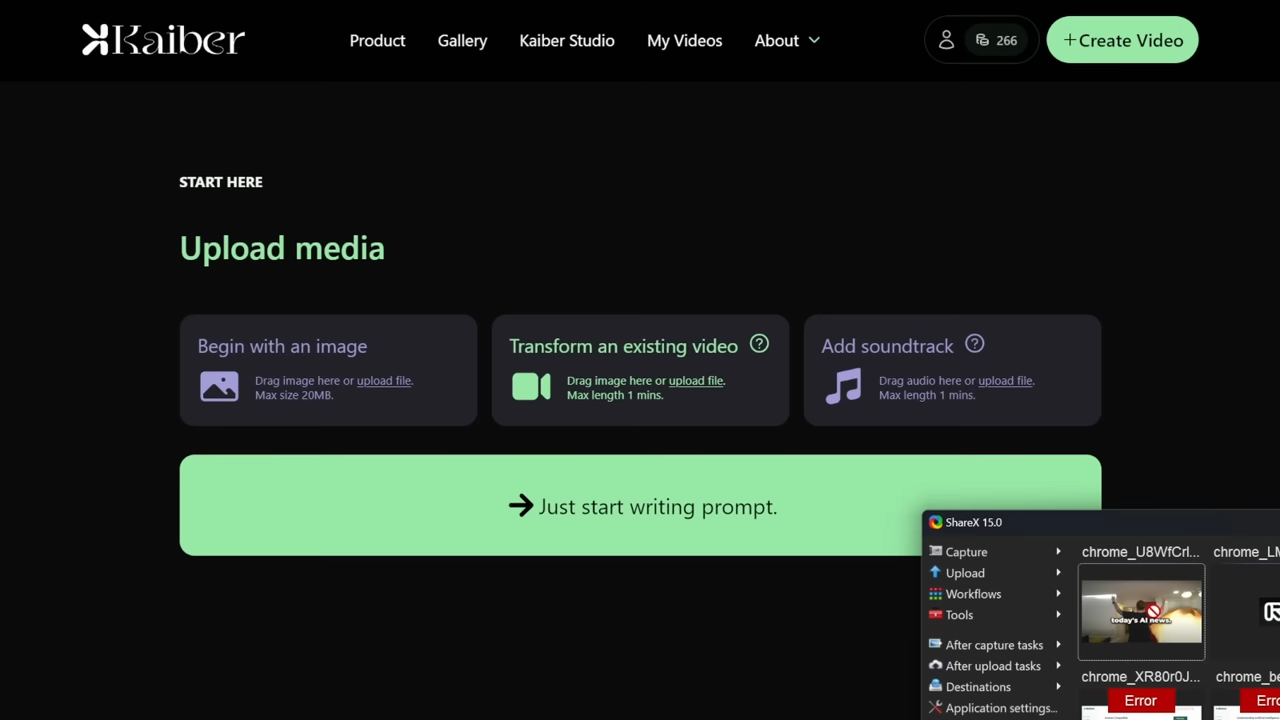 Kaiber
Product
Gallery
Kaiber Studio
My Videos
About
266
+Create Video
START HERE
Upload media
Begin with an image
Drag image here or upload file.
Max size 20MB.
Transform an existing video
Drag image here or upload file.
Max length 1 mins.
Add soundtrack
Drag audio here or upload file.
Max length 1 mins.
Just start writing prompt.
ShareX 15.0
Capture
Upload
Workflows
Tools
After capture tasks
After upload tasks
Destinations
Application settings...
chrome_U8WfCrl...
today's AI news.
chrome_XR80r0J...
Error